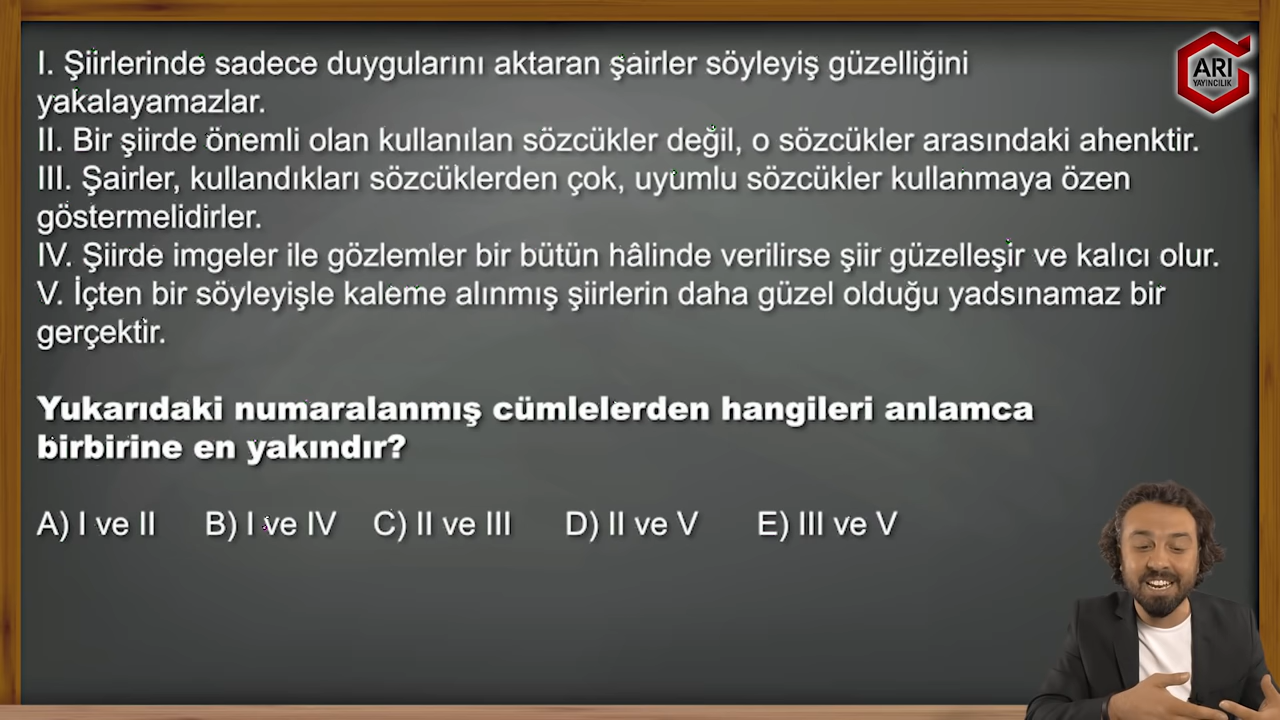 I. Şiirlerinde sadece duygularını aktaran şairler söyleyiş güzelliğini
yakalayamazlar.
II. Bir şiirde önemli olan kullanılan sözcükler değil, o sözcükler arasındaki ahenktir.
III. Şairler, kullandıkları sözcüklerden çok, uyumlu sözcükler kullanmaya özen
göstermelidirler.
IV. Şiirde imgeler ile gözlemler bir bütün hâlinde verilirse şiir güzelleşir ve kalıcı olur.
V. İçten bir söyleyişle kaleme alınmış şiirlerin daha güzel olduğu yadsınamaz bir
gerçektir.
Yukarıdaki numaralanmış cümlelerden hangileri anlamca
birbirine en yakındır?
A) I ve II B) I ve IV C) II ve III D) II ve V E) III ve V
ARI
YAYINCILIK